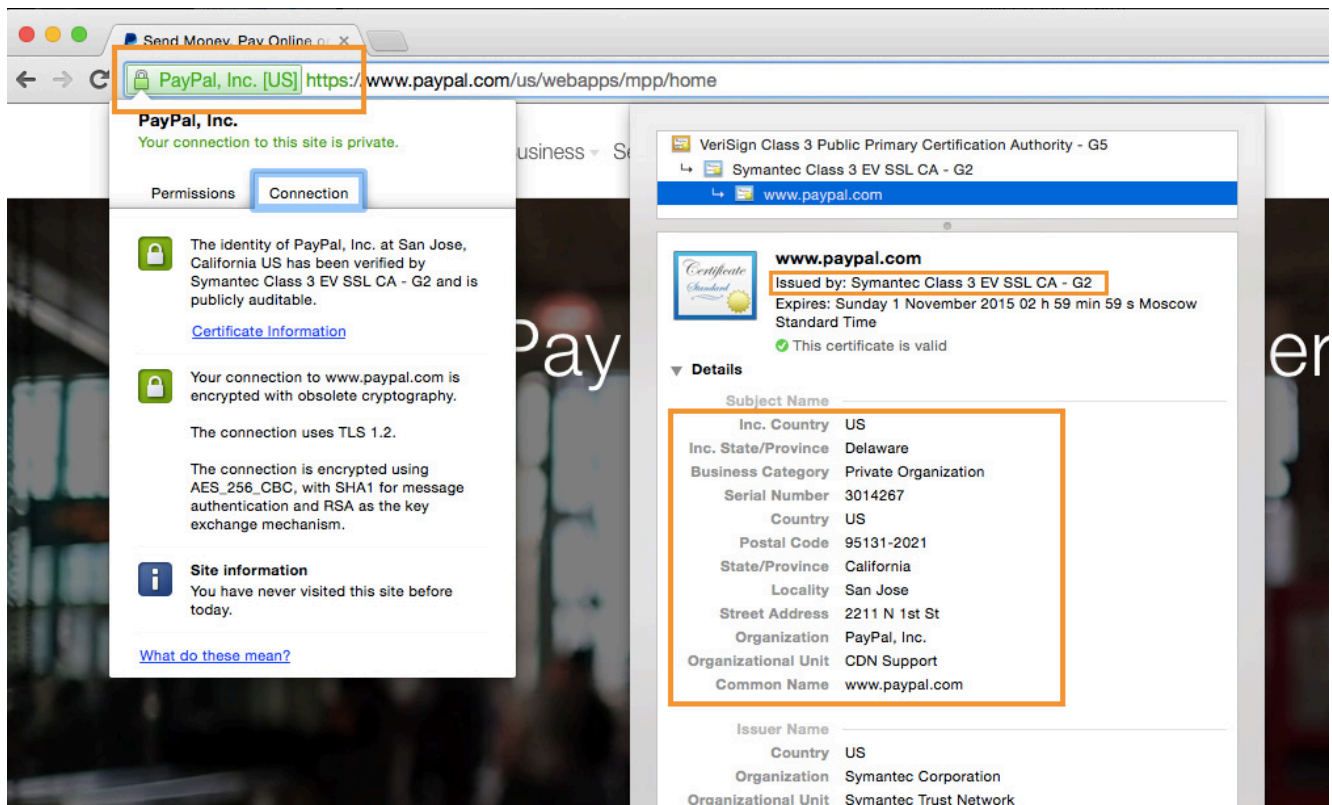 Send Money, Pay Online or
PayPal, Inc. [US] https://www.paypal.com/us/webapps/mpp/home
PayPal, Inc.
Your connection to this site is private.
Permissions Connection
The identity of PayPal, Inc. at San Jose,
California US has been verified by
Symantec Class 3 EV SSL CA - G2 and is
publicly auditable.
Certificate Information
Your connection to www.paypal.com is
encrypted with obsolete cryptography.
The connection uses TLS 1.2.
The connection is encrypted using
AES_256_CBC, with SHA1 for message
authentication and RSA as the key
exchange mechanism.
Site information
You have never visited this site before
today.
What do these mean?
usiness Se
Pay
er
VeriSign Class 3 Public Primary Certification Authority - G5
Symantec Class 3 EV SSL CA - G2
www.paypal.com
Certificate
Standard
www.paypal.com
Issued by: Symantec Class 3 EV SSL CA - G2
Expires: Sunday 1 November 2015 02 h 59 min 59 s Moscow
Standard Time
This certificate is valid
Details
Subject Name
Inc. Country US
Inc. State/Province Delaware
Business Category Private Organization
Serial Number 3014267
Country US
Postal Code 95131-2021
State/Province California
Locality San Jose
Street Address 2211 N 1st St
Organization PayPal, Inc.
Organizational Unit CDN Support
Common Name www.paypal.com
Issuer Name
Country US
Organization Symantec Corporation
Organizational Unit Symantec Trust Network